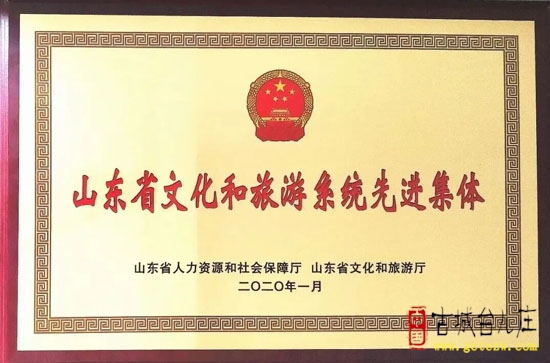 山东省文化和旅游系统先进集体
山东省人力资源和社会保障厅 山东省文化和旅游厅
二〇二〇年一月
古城台儿庄